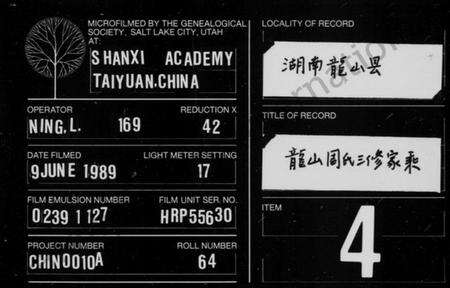 MICROFILMED BY THE GENEALOGICAL
SOCIETY, SALT LAKE CITY, UTAH
AT:
SHANXI ACADEMY
TAIYUAN.CHINA
OPERATOR
REDUCTION X
NING, L. 169
42
DATE FILMED
LIGHT METER SETTING
9JUNE 1989
17
FILM EMULSION NUMBER
FILM UNIT SER. NO.
0239 1127
HRP55630
PROJECT NUMBER
ROLL NUMBER
CHIN0010A
64
LOCALITY OF RECORD
湖南龍山县
TITLE OF RECORD
龍山周氏三修家乘
ITEM
4